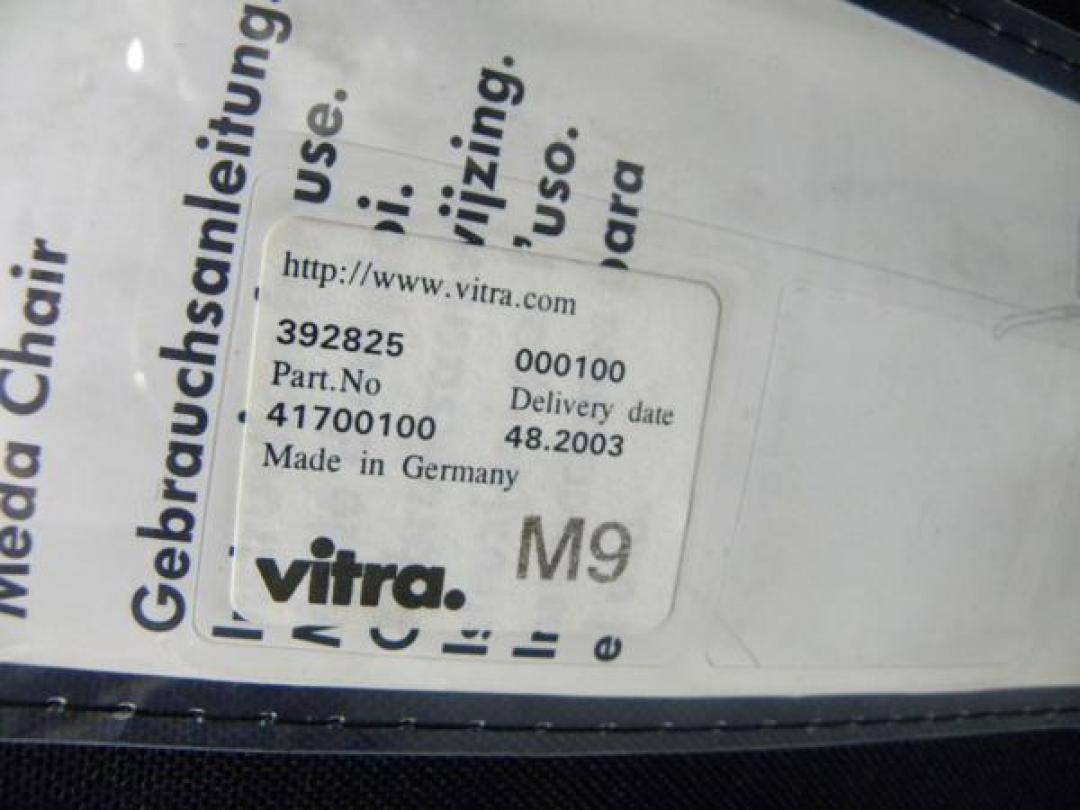 Meda Chair
Gebrauchsanleitung.
use.
'uso.
para
http://www.vitra.com
392825 000100
Part.No Delivery date
41700100 48.2003
Made in Germany
vitra. M9